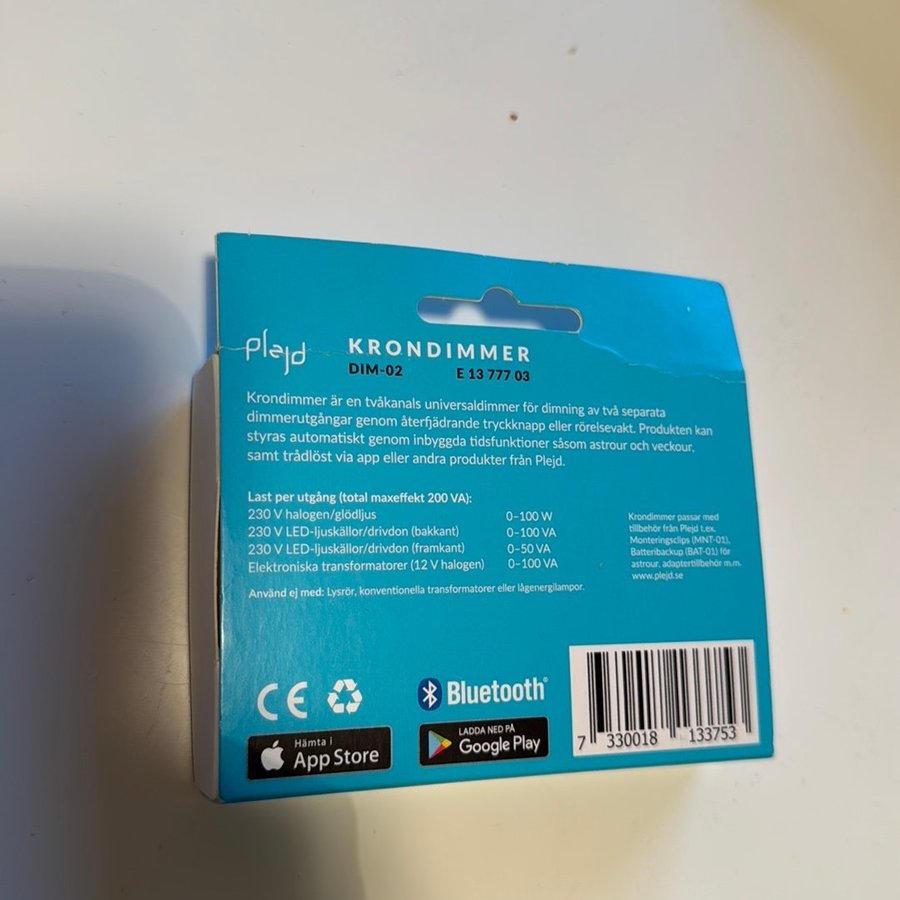 plejd
KRONDIMMER
DIM-02 E 13 777 03
Krondimmer är en tvåkanals universaldimmer för dimning av två separata
dimmerutgångar genom återfjädrande tryckknapp eller rörelsevakt. Produkten kan
styras automatiskt genom inbyggda tidsfunktioner såsom astrour och veckour,
samt trådlöst via app eller andra produkter från Plejd.
Last per utgång (total maxeffekt 200 VA):
230 V halogen/glödljus 0–100 W
230 V LED-ljuskällor/drivdon (bakkant) 0–100 VA
230 V LED-ljuskällor/drivdon (framkant) 0–50 VA
Elektroniska transformatorer (12 V halogen) 0–100 VA
Använd ej med: Lysrör, konventionella transformatorer eller lågenergilampor.
Krondimmer passar med
tillbehör från Plejd t.ex.
Monteringsclips (MNT-01),
Batteribackup (BAT-01) för
astrour, adaptertillbehör m.m.
www.plejd.se
CE
Bluetooth®
Hämta i
App Store
LADDA NED PÅ
Google Play
7 330018 133753